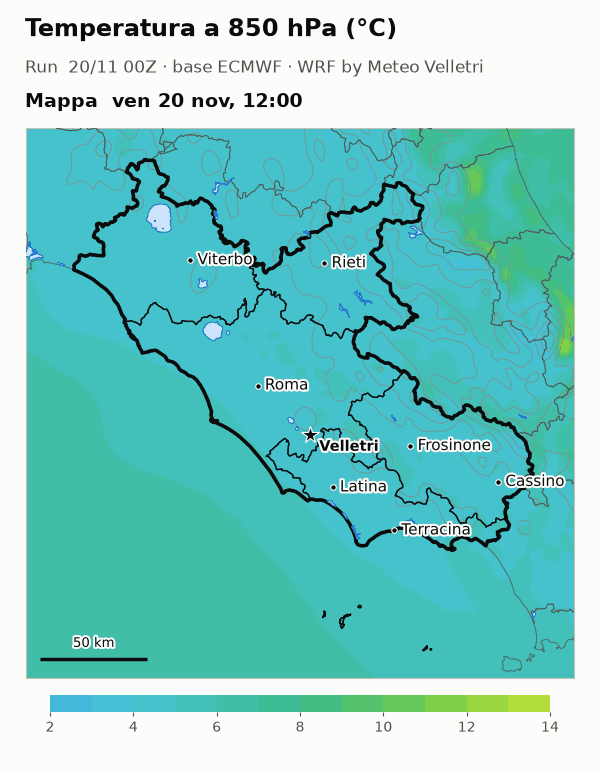 Temperatura a 850 hPa (°C)
Run  20/11 00Z · base ECMWF · WRF by Meteo Velletri
Mappa  ven 20 nov, 12:00
Viterbo
Rieti
Roma
Velletri
Frosinone
Cassino
Latina
Terracina
50 km
2 4 6 8 10 12 14